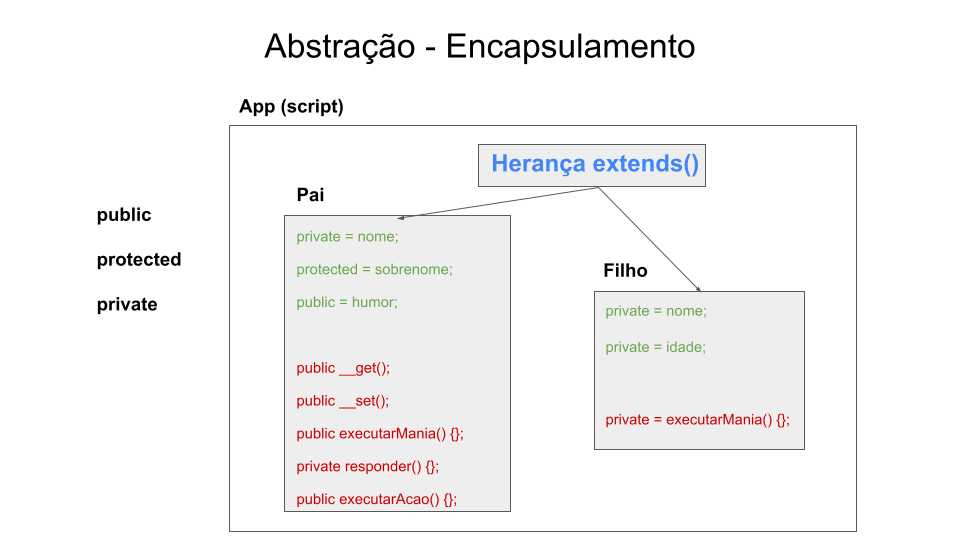 Abstração - Encapsulamento
App (script)
Herança extends()
public
protected
private
Pai
private = nome;
protected = sobrenome;
public = humor;
public __get();
public __set();
public executarMania() {};
private responder() {};
public executarAcao() {};
Filho
private = nome;
private = idade;
private = executarMania() {};